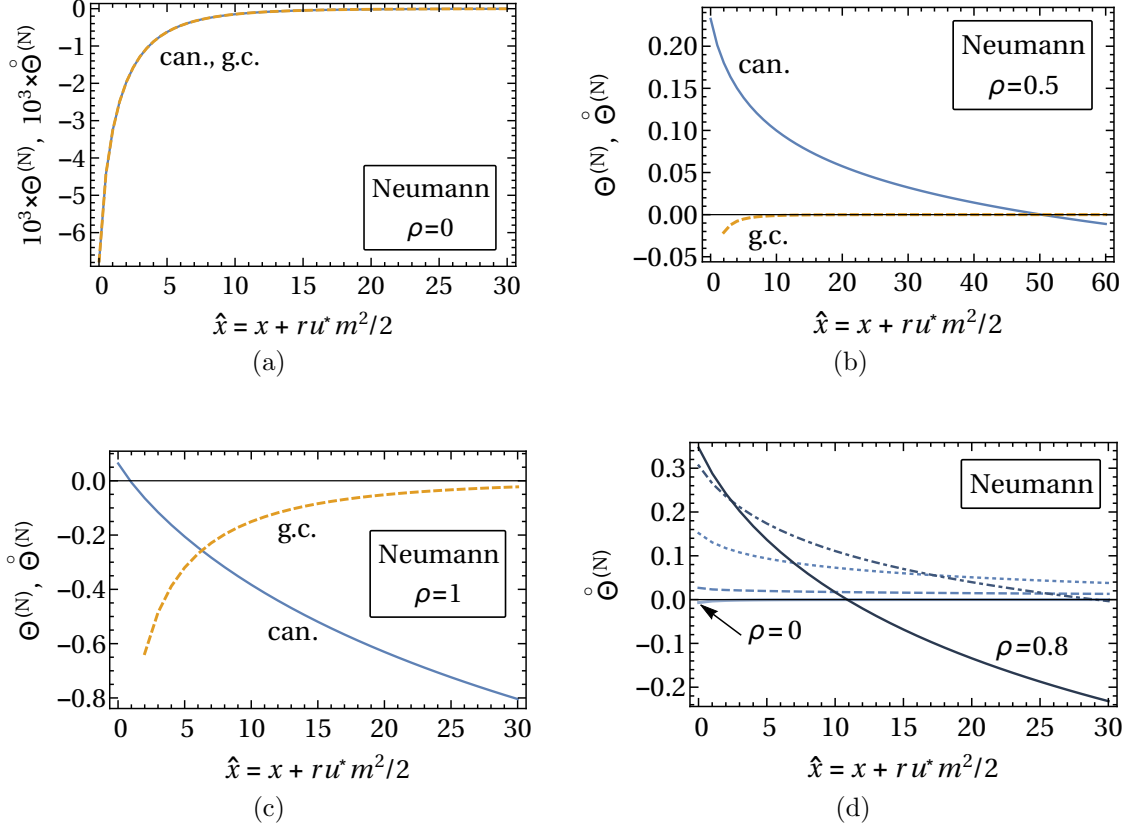 10³×Θ⁽ᴺ⁾, 10³×Θ̊⁽ᴺ⁾
0
−1
−2
−3
−4
−5
−6
can., g.c.
Neumann
ρ=0
0 5 10 15 20 25 30
x̂ = x + ru*m²/2
(a)
Θ⁽ᴺ⁾, Θ̊⁽ᴺ⁾
0.20
0.15
0.10
0.05
0.00
−0.05
can.
g.c.
Neumann
ρ=0.5
0 10 20 30 40 50 60
x̂ = x + ru*m²/2
(b)
Θ⁽ᴺ⁾, Θ̊⁽ᴺ⁾
0.0
−0.2
−0.4
−0.6
−0.8
g.c.
can.
Neumann
ρ=1
0 5 10 15 20 25 30
x̂ = x + ru*m²/2
(c)
Θ̊⁽ᴺ⁾
0.3
0.2
0.1
0.0
−0.1
−0.2
Neumann
ρ=0
ρ=0.8
0 5 10 15 20 25 30
x̂ = x + ru*m²/2
(d)